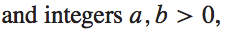 and integers a, b > 0,